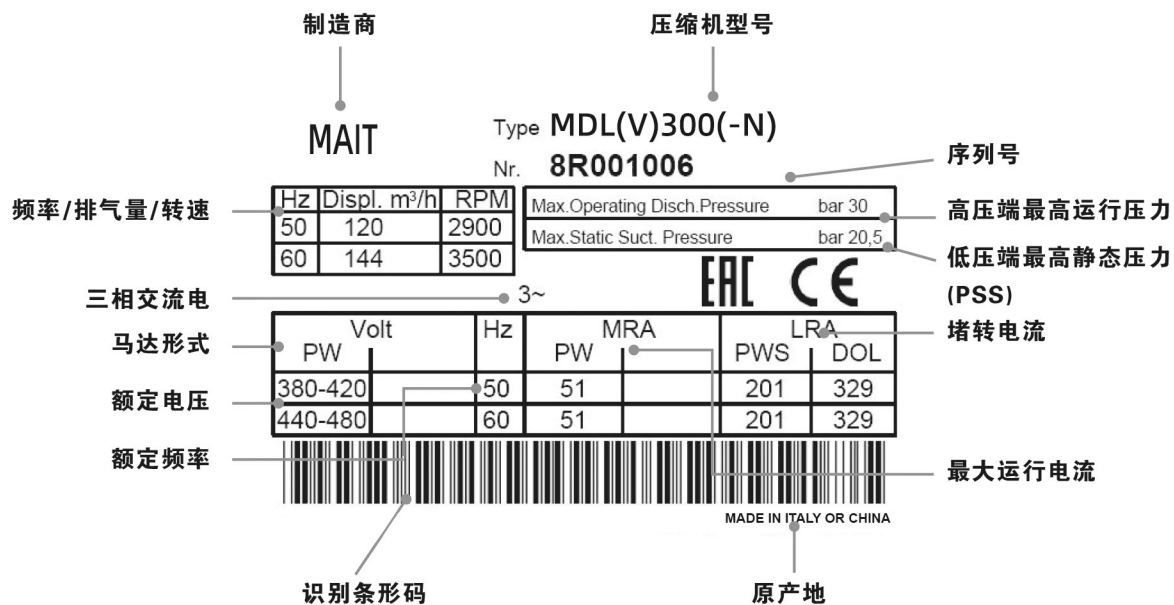 制造商
压缩机型号
MAIT
Type MDL(V)300(-N)
Nr. 8R001006
序列号
频率/排气量/转速
Hz Displ. m³/h RPM
50 120 2900
60 144 3500
Max.Operating Disch.Pressure bar 30
Max.Static Suct. Pressure bar 20,5
高压端最高运行压力
低压端最高静态压力
(PSS)
EAC CE
三相交流电
3~
堵转电流
马达形式
Volt Hz MRA LRA
PW PW PWS DOL
额定电压
380-420 50 51 201 329
440-480 60 51 201 329
额定频率
最大运行电流
MADE IN ITALY OR CHINA
识别条形码
原产地